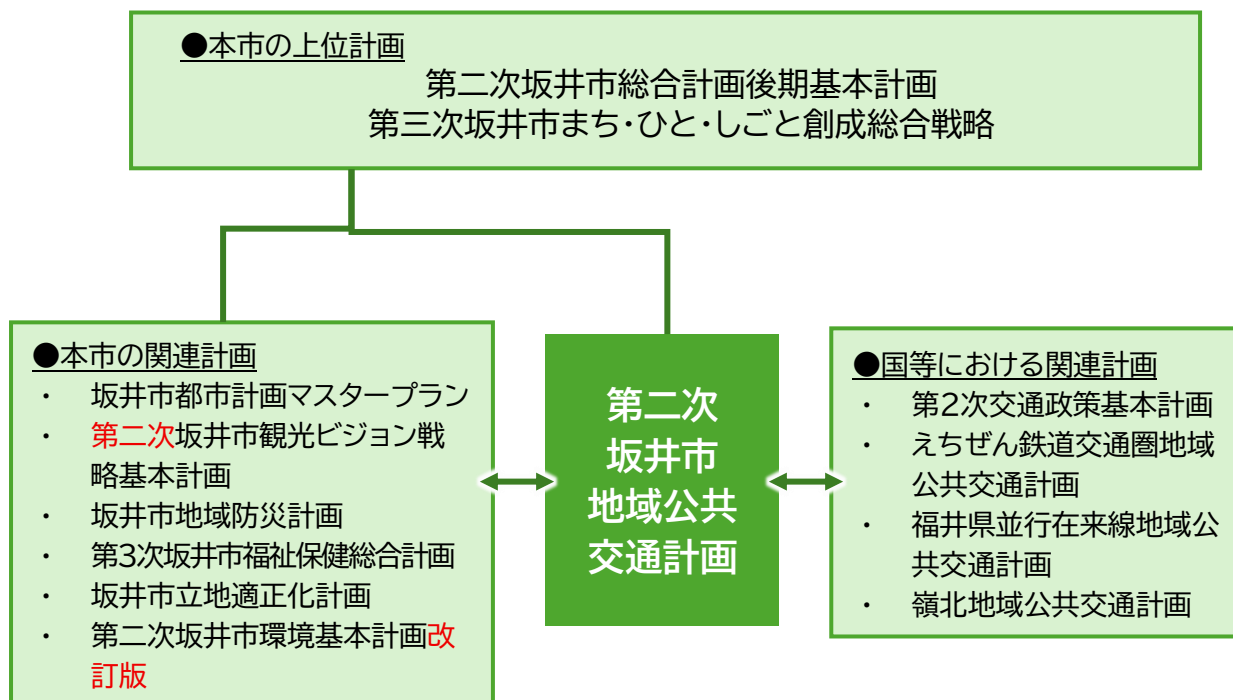 ●本市の上位計画
第二次坂井市総合計画後期基本計画
第三次坂井市まち・ひと・しごと創成総合戦略
●本市の関連計画
・ 坂井市都市計画マスタープラン
・ 第二次坂井市観光ビジョン戦
略基本計画
・ 坂井市地域防災計画
・ 第3次坂井市福祉保健総合計画
・ 坂井市立地適正化計画
・ 第二次坂井市環境基本計画改
訂版
第二次
坂井市
地域公共
交通計画
●国等における関連計画
・ 第2次交通政策基本計画
・ えちぜん鉄道交通圏地域
公共交通計画
・ 福井県並行在来線地域公
共交通計画
・ 嶺北地域公共交通計画